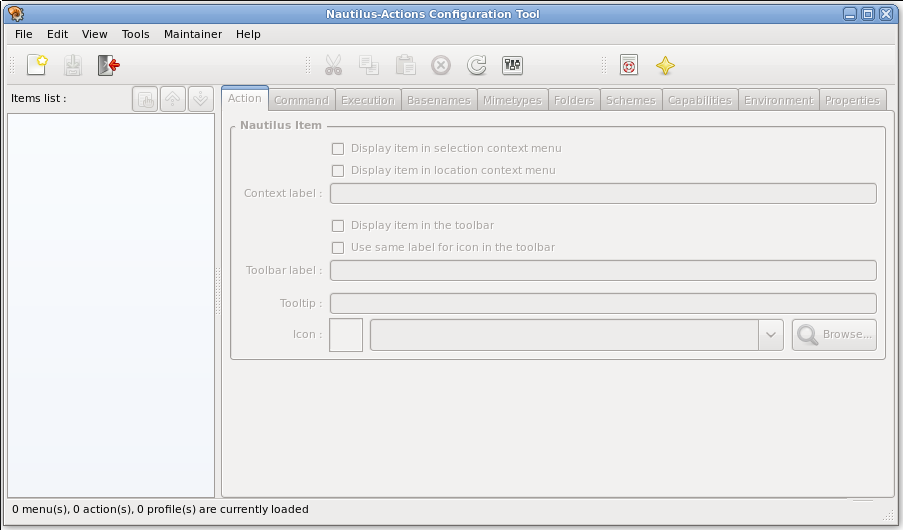 Nautilus-Actions Configuration Tool
File Edit View Tools Maintainer Help
Items list :
Action Command Execution Basenames Mimetypes Folders Schemes Capabilities Environment Properties
Nautilus Item
Display item in selection context menu
Display item in location context menu
Context label :
Display item in the toolbar
Use same label for icon in the toolbar
Toolbar label :
Tooltip :
Icon : Browse...
0 menu(s), 0 action(s), 0 profile(s) are currently loaded